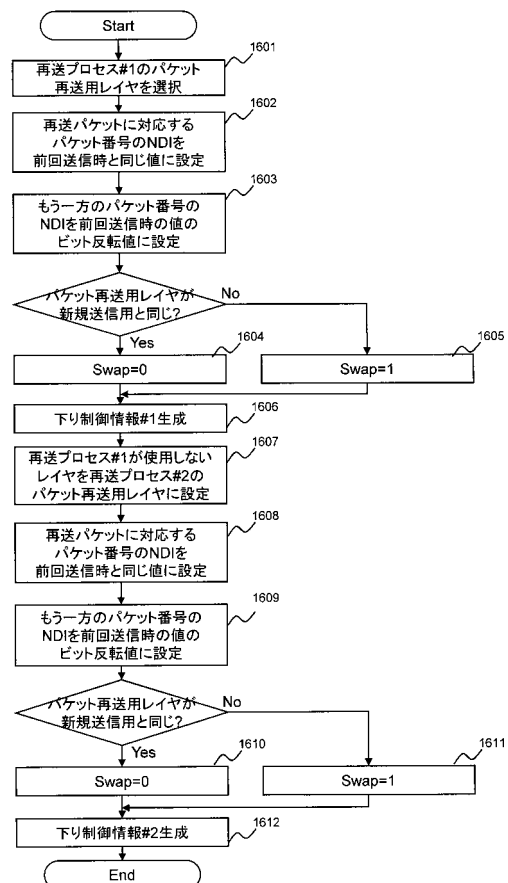 Start
1601
再送プロセス#1のパケット
再送用レイヤを選択
1602
再送パケットに対応する
パケット番号のNDIを
前回送信時と同じ値に設定
1603
もう一方のパケット番号の
NDIを前回送信時の値の
ビット反転値に設定
パケット再送用レイヤが
新規送信用と同じ?
No
Yes
1604
Swap=0
1605
Swap=1
1606
下り制御情報#1生成
1607
再送プロセス#1が使用しない
レイヤを再送プロセス#2の
パケット再送用レイヤに設定
1608
再送パケットに対応する
パケット番号のNDIを
前回送信時と同じ値に設定
1609
もう一方のパケット番号の
NDIを前回送信時の値の
ビット反転値に設定
パケット再送用レイヤが
新規送信用と同じ?
No
Yes
1610
Swap=0
1611
Swap=1
1612
下り制御情報#2生成
End